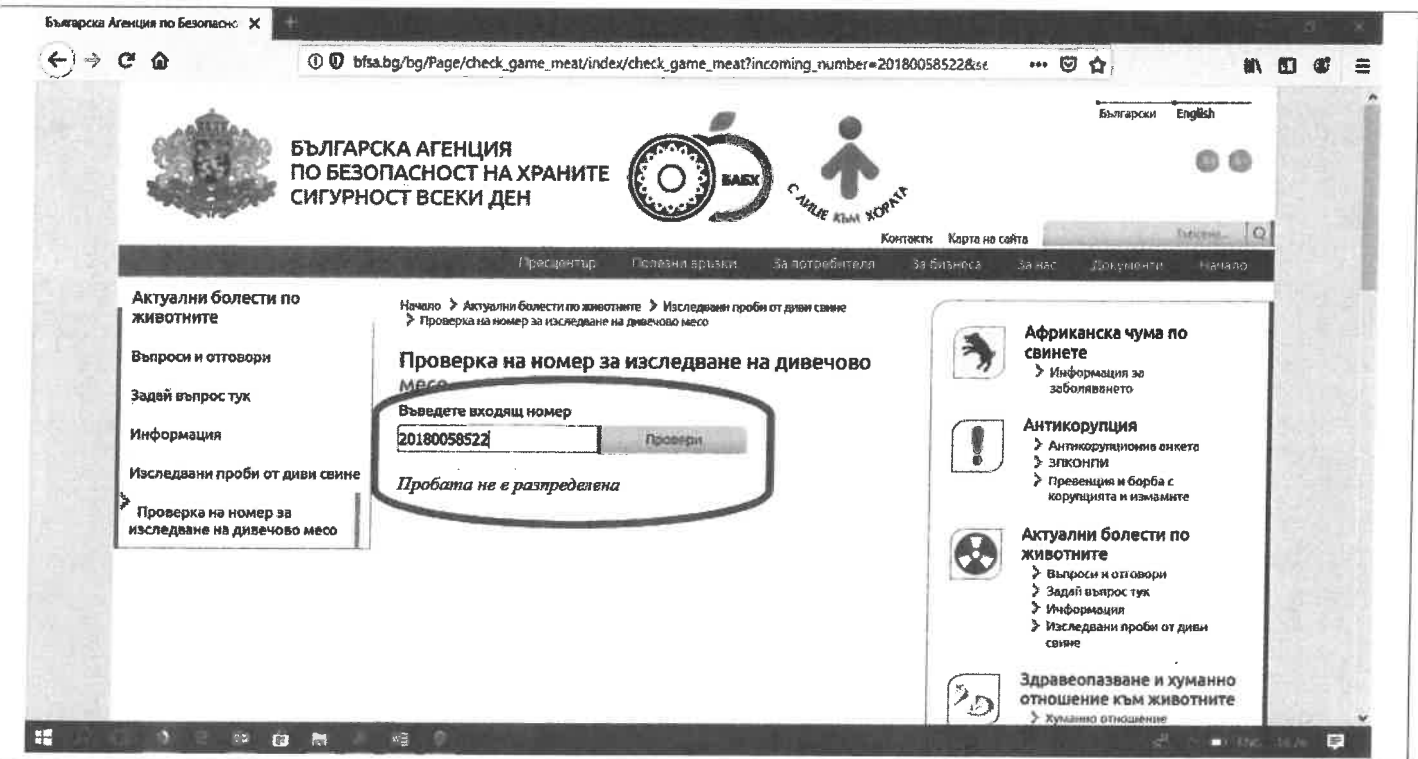 Българска Агенция по Безопасно
bfsa.bg/bg/Page/check_game_meat/index/check_game_meat?incoming_number=20180058522&se
Български English
БЪЛГАРСКА АГЕНЦИЯ
ПО БЕЗОПАСНОСТ НА ХРАНИТЕ
СИГУРНОСТ ВСЕКИ ДЕН
БАБХ
С ЛИЦЕ КЪМ ХОРАТА
Контакти Карта на сайта
Пресцентър Полезни връзки За потребителя За бизнеса За нас Документи Начало
Актуални болести по
животните
Въпроси и отговори
Задай въпрос тук
Информация
Изследвани проби от диви свине
Проверка на номер за
изследване на дивечово месо
Начало > Актуални болести по животните > Изследвани проби от диви свине
> Проверка на номер за изследване на дивечово месо
Проверка на номер за изследване на дивечово
месо
Въведете входящ номер
20180058522 Провери
Пробата не е разпределена
Африканска чума по
свинете
> Информация за
заболяването
Антикорупция
> Антикорупционна анкета
> ЗПКОНПИ
> Превенция и борба с
корупцията и измамите
Актуални болести по
животните
> Въпроси и отговори
> Задай въпрос тук
> Информация
> Изследвани проби от диви
свине
Здравеопазване и хуманно
отношение към животните
> Хуманно отношение
ENG